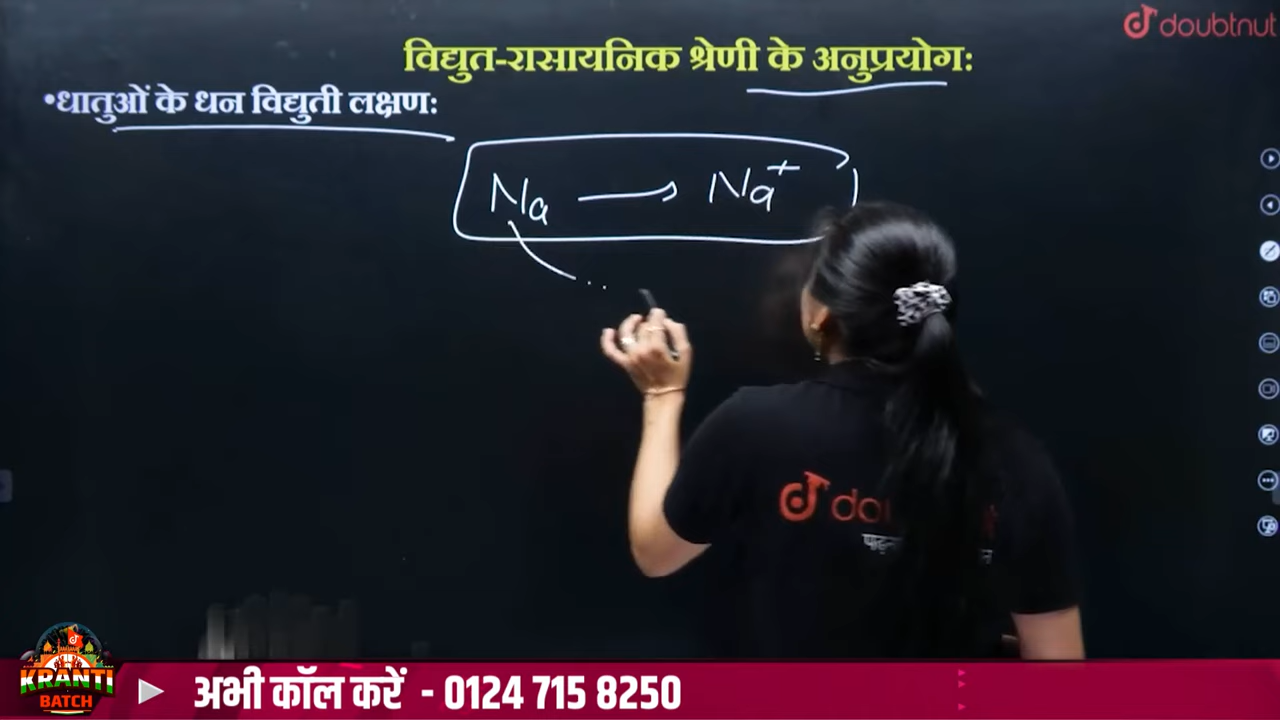 doubtnut
विद्युत-रासायनिक श्रेणी के अनुप्रयोग:
•धातुओं के धन विद्युती लक्षण:
Na → Na⁺
KRANTI
BATCH
अभी कॉल करें - 0124 715 8250